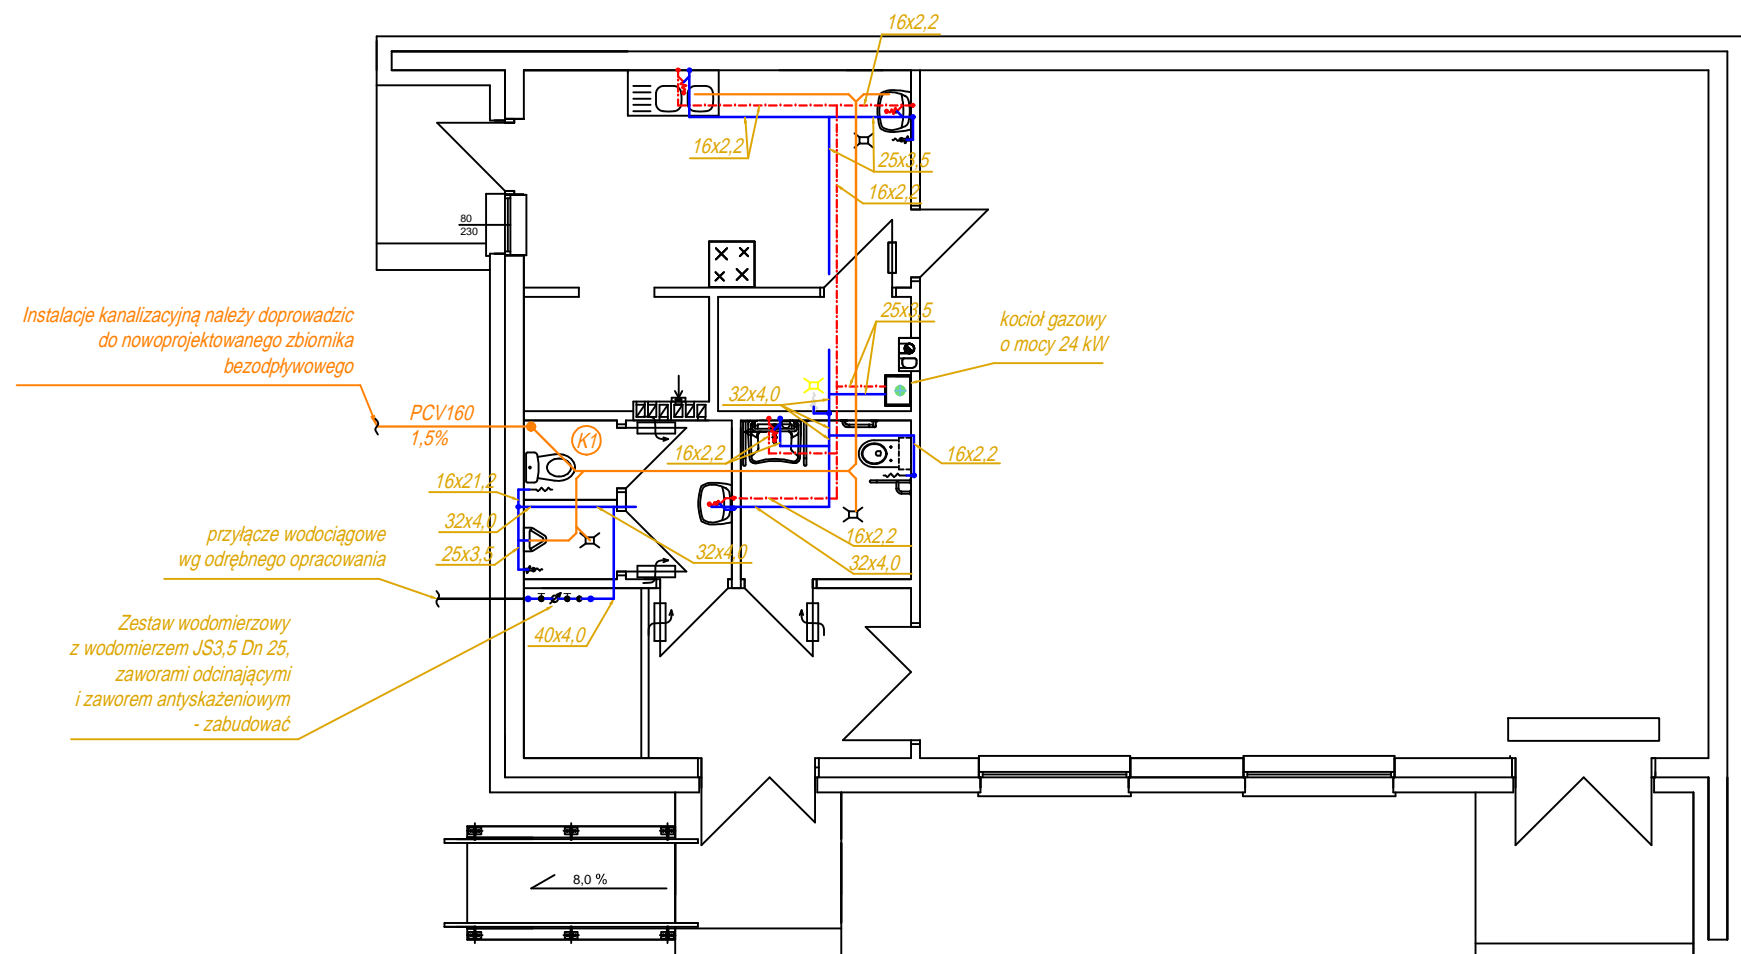 16x2,2
16x2,2
25x3,5
16x2,2
80
230
Instalacje kanalizacyjną należy doprowadzic
do nowoprojektowanego zbiornika
bezodpływowego
25x3,5
kocioł gazowy
o mocy 24 kW
32x4,0
PCV160
1,5%
K1
16x2,2
16x2,2
16x21,2
32x4,0
25x3,5
32x4,0
16x2,2
32x4,0
przyłącze wodociągowe
wg odrębnego opracowania
Zestaw wodomierzowy
z wodomierzem JS3,5 Dn 25,
zaworami odcinającymi
i zaworem antyskażeniowym
- zabudować
40x4,0
8,0 %